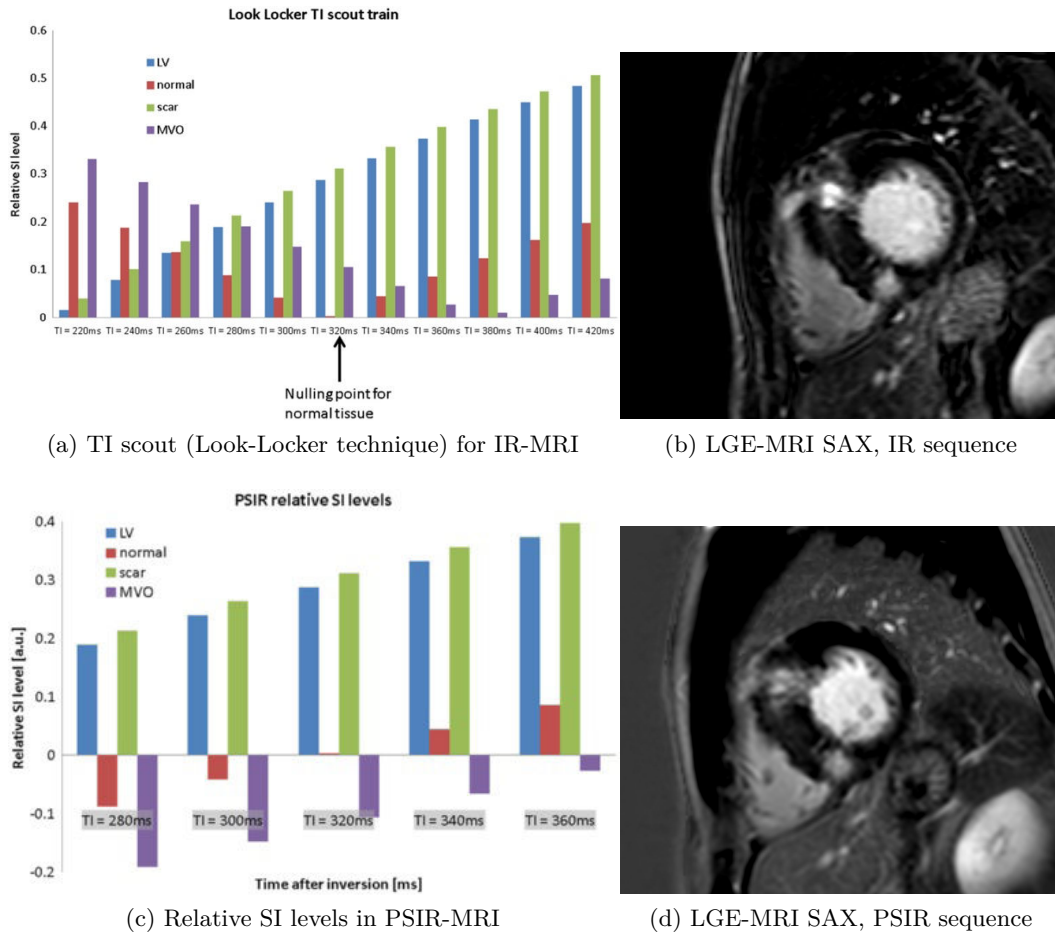 Look Locker TI scout train
0.6
0.5
0.4
0.3
0.2
0.1
0
Relative SI level
LV
normal
scar
MVO
TI = 220ms TI = 240ms TI = 260ms TI = 280ms TI = 300ms TI = 320ms TI = 340ms TI = 360ms TI = 380ms TI = 400ms TI = 420ms
Nulling point for
normal tissue
(a) TI scout (Look-Locker technique) for IR-MRI
(b) LGE-MRI SAX, IR sequence
PSIR relative SI levels
0.4
0.3
0.2
0.1
0
-0.1
-0.2
Relative SI level [a.u.]
LV
normal
scar
MVO
TI = 280ms TI = 300ms TI = 320ms TI = 340ms TI = 360ms
Time after inversion [ms]
(c) Relative SI levels in PSIR-MRI
(d) LGE-MRI SAX, PSIR sequence